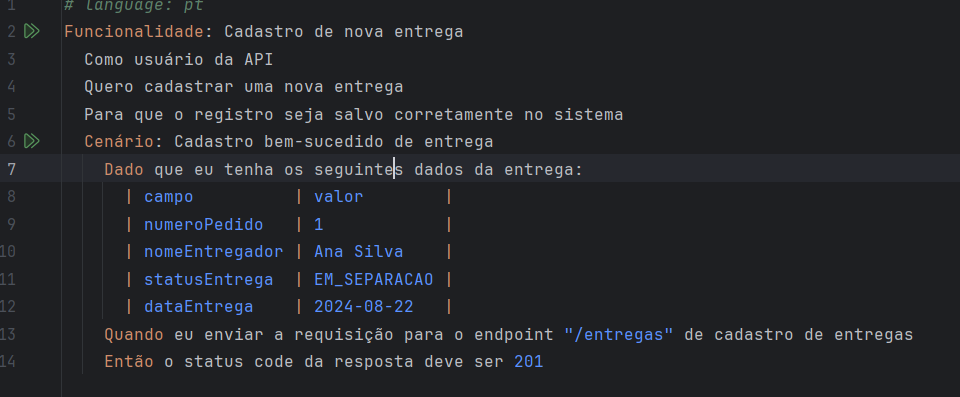 1 # language: pt
2 Funcionalidade: Cadastro de nova entrega
3 Como usuário da API
4 Quero cadastrar uma nova entrega
5 Para que o registro seja salvo corretamente no sistema
6 Cenário: Cadastro bem-sucedido de entrega
7 Dado que eu tenha os seguintes dados da entrega:
8 | campo | valor |
9 | numeroPedido | 1 |
10 | nomeEntregador | Ana Silva |
11 | statusEntrega | EM_SEPARACAO |
12 | dataEntrega | 2024-08-22 |
13 Quando eu enviar a requisição para o endpoint "/entregas" de cadastro de entregas
14 Então o status code da resposta deve ser 201